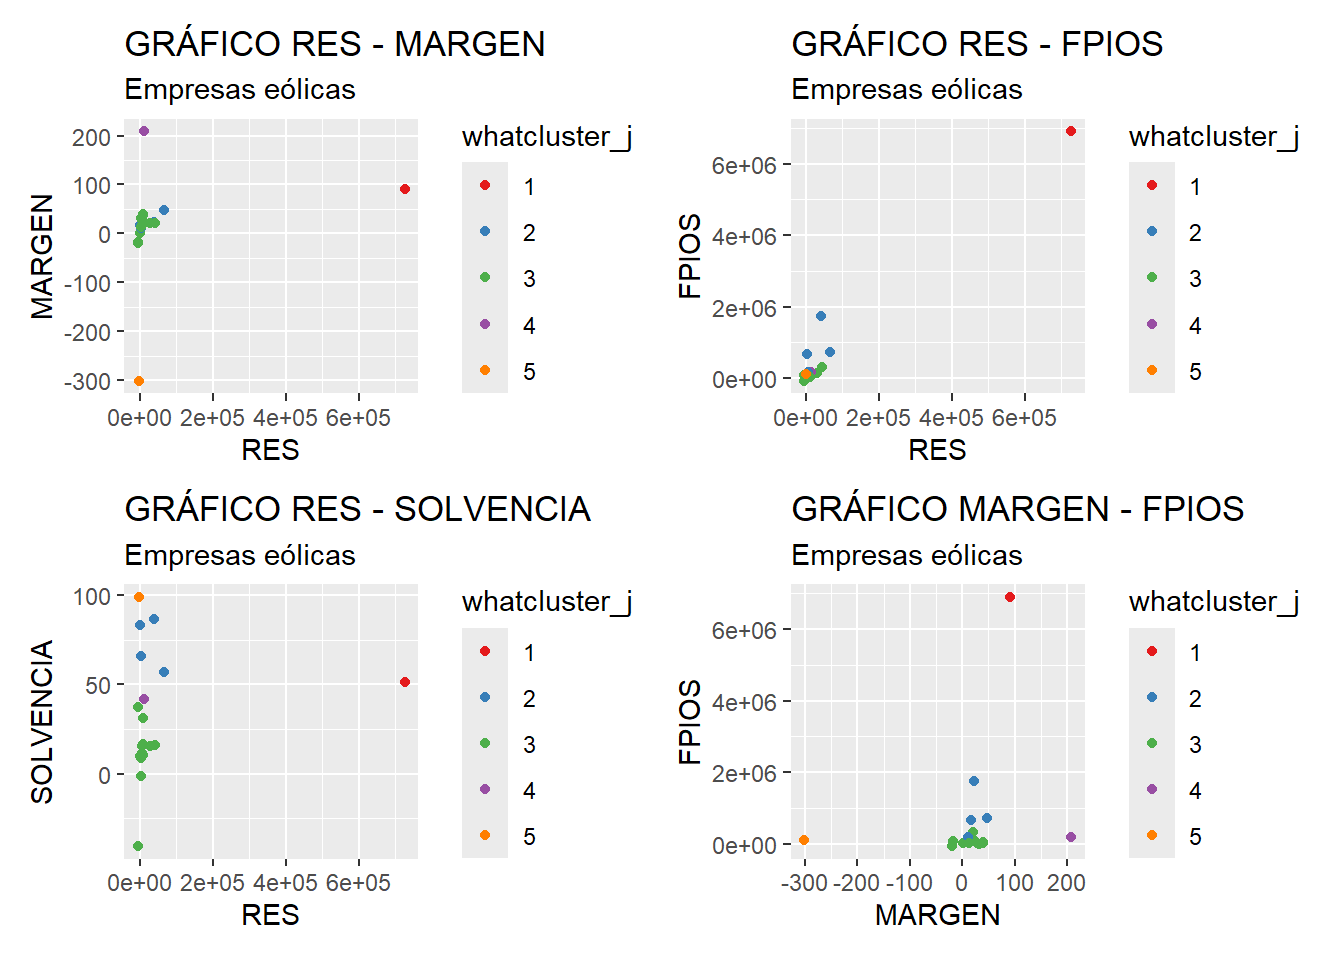 GRÁFICO RES - MARGEN
Empresas eólicas
MARGEN
200
100
0
-100
-200
-300
0e+00 2e+05 4e+05 6e+05
RES
whatcluster_j
1
2
3
4
5
GRÁFICO RES - FPIOS
Empresas eólicas
FPIOS
6e+06
4e+06
2e+06
0e+00
0e+00 2e+05 4e+05 6e+05
RES
whatcluster_j
1
2
3
4
5
GRÁFICO RES - SOLVENCIA
Empresas eólicas
SOLVENCIA
100
50
0
0e+00 2e+05 4e+05 6e+05
RES
whatcluster_j
1
2
3
4
5
GRÁFICO MARGEN - FPIOS
Empresas eólicas
FPIOS
6e+06
4e+06
2e+06
0e+00
-300 -200 -100 0 100 200
MARGEN
whatcluster_j
1
2
3
4
5